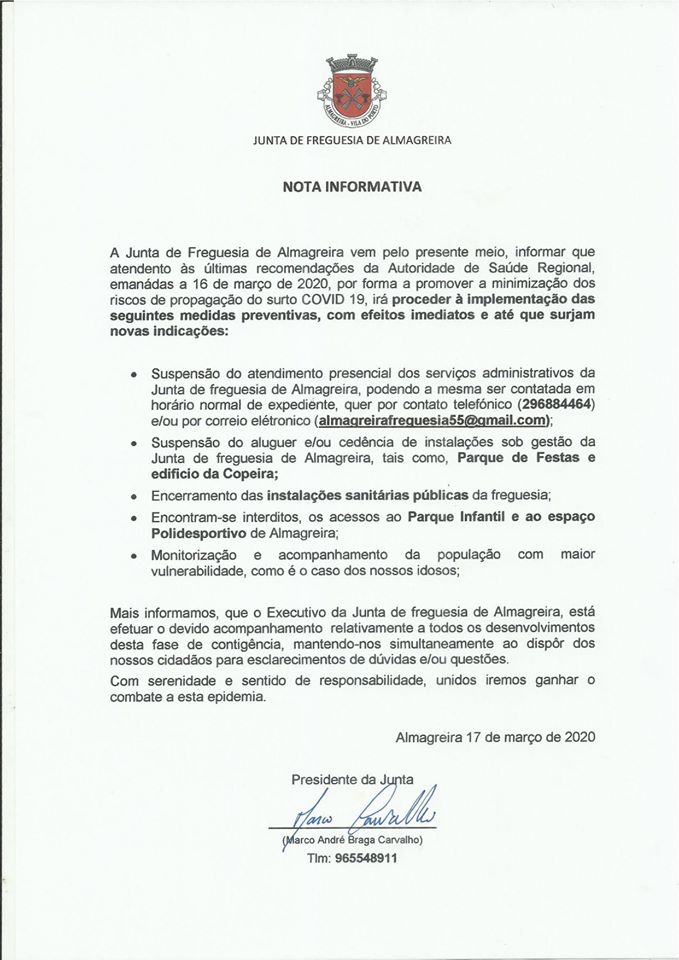 ALMAGREIRA - VILA DO PORTO
JUNTA DE FREGUESIA DE ALMAGREIRA
NOTA INFORMATIVA
A Junta de Freguesia de Almagreira vem pelo presente meio, informar que
atendento às últimas recomendações da Autoridade de Saúde Regional,
emanádas a 16 de março de 2020, por forma a promover a minimização dos
riscos de propagação do surto COVID 19, irá proceder à implementação das
seguintes medidas preventivas, com efeitos imediatos e até que surjam
novas indicações:
• Suspensão do atendimento presencial dos serviços administrativos da
Junta de freguesia de Almagreira, podendo a mesma ser contatada em
horário normal de expediente, quer por contato telefónico (296884464)
e/ou por correio elétronico (almagreirafreguesia55@gmail.com);
• Suspensão do aluguer e/ou cedência de instalações sob gestão da
Junta de freguesia de Almagreira, tais como, Parque de Festas e
edificio da Copeira;
• Encerramento das instalações sanitárias públicas da freguesia;
• Encontram-se interditos, os acessos ao Parque Infantil e ao espaço
Polidesportivo de Almagreira;
• Monitorização e acompanhamento da população com maior
vulnerabilidade, como é o caso dos nossos idosos;
Mais informamos, que o Executivo da Junta de freguesia de Almagreira, está
efetuar o devido acompanhamento relativamente a todos os desenvolvimentos
desta fase de contigência, mantendo-nos simultaneamente ao dispôr dos
nossos cidadãos para esclarecimentos de dúvidas e/ou questões.
Com serenidade e sentido de responsabilidade, unidos iremos ganhar o
combate a esta epidemia.
Almagreira 17 de março de 2020
Presidente da Junta
Marco Carvalho
(Marco André Braga Carvalho)
Tlm: 965548911